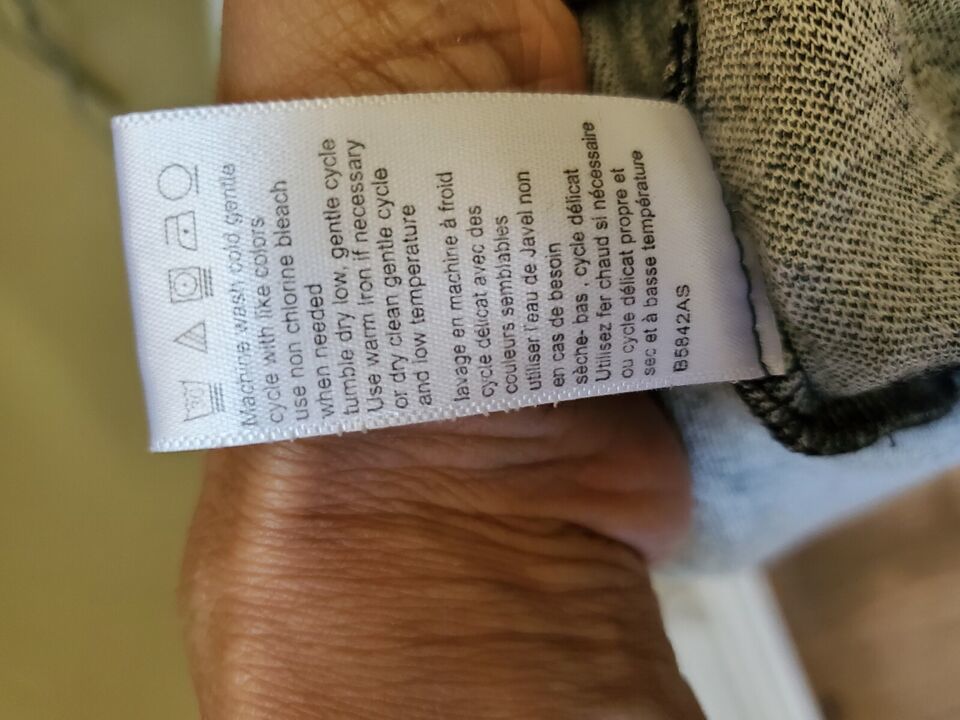 Machine wash cold gentle
cycle with like colors
use non chlorine bleach
when needed
tumble dry low, gentle cycle
Use warm Iron if necessary
or dry clean gentle cycle
and low temperature
lavage en machine à froid
cycle délicat avec des
couleurs semblables
utiliser l'eau de Javel non
en cas de besoin
sèche- bas , cycle délicat
Utilisez fer chaud si nécessaire
ou cycle délicat propre et
sec et à basse température
B5842AS